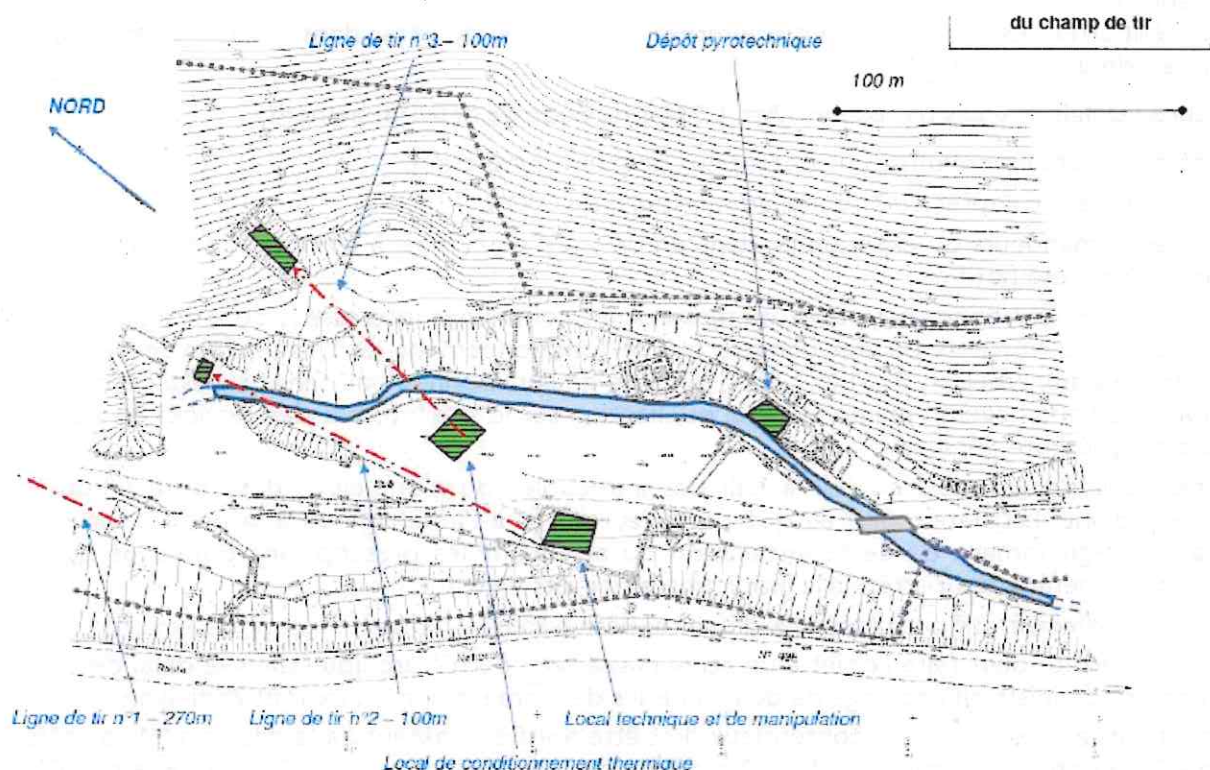 du champ de tir
Ligne de tir n°3 – 100m
Dépôt pyrotechnique
100 m
NORD
Route
Ligne de tir n°1 – 270m
Ligne de tir n°2 – 100m
Local technique et de manipulation
Local de conditionnement thermique